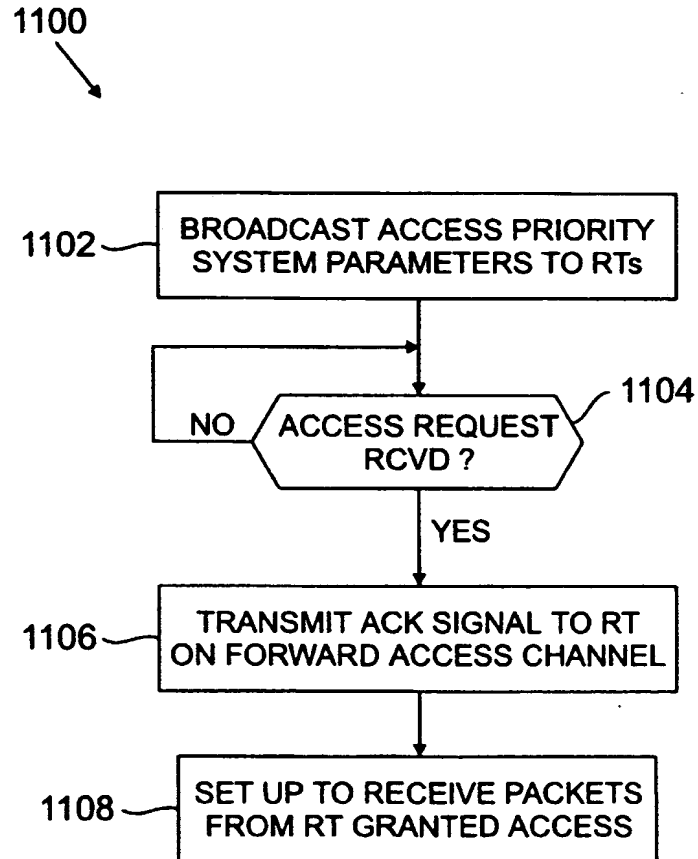 1100
1102
BROADCAST ACCESS PRIORITY
SYSTEM PARAMETERS TO RTs
1104
NO
ACCESS REQUEST
RCVD ?
YES
1106
TRANSMIT ACK SIGNAL TO RT
ON FORWARD ACCESS CHANNEL
1108
SET UP TO RECEIVE PACKETS
FROM RT GRANTED ACCESS